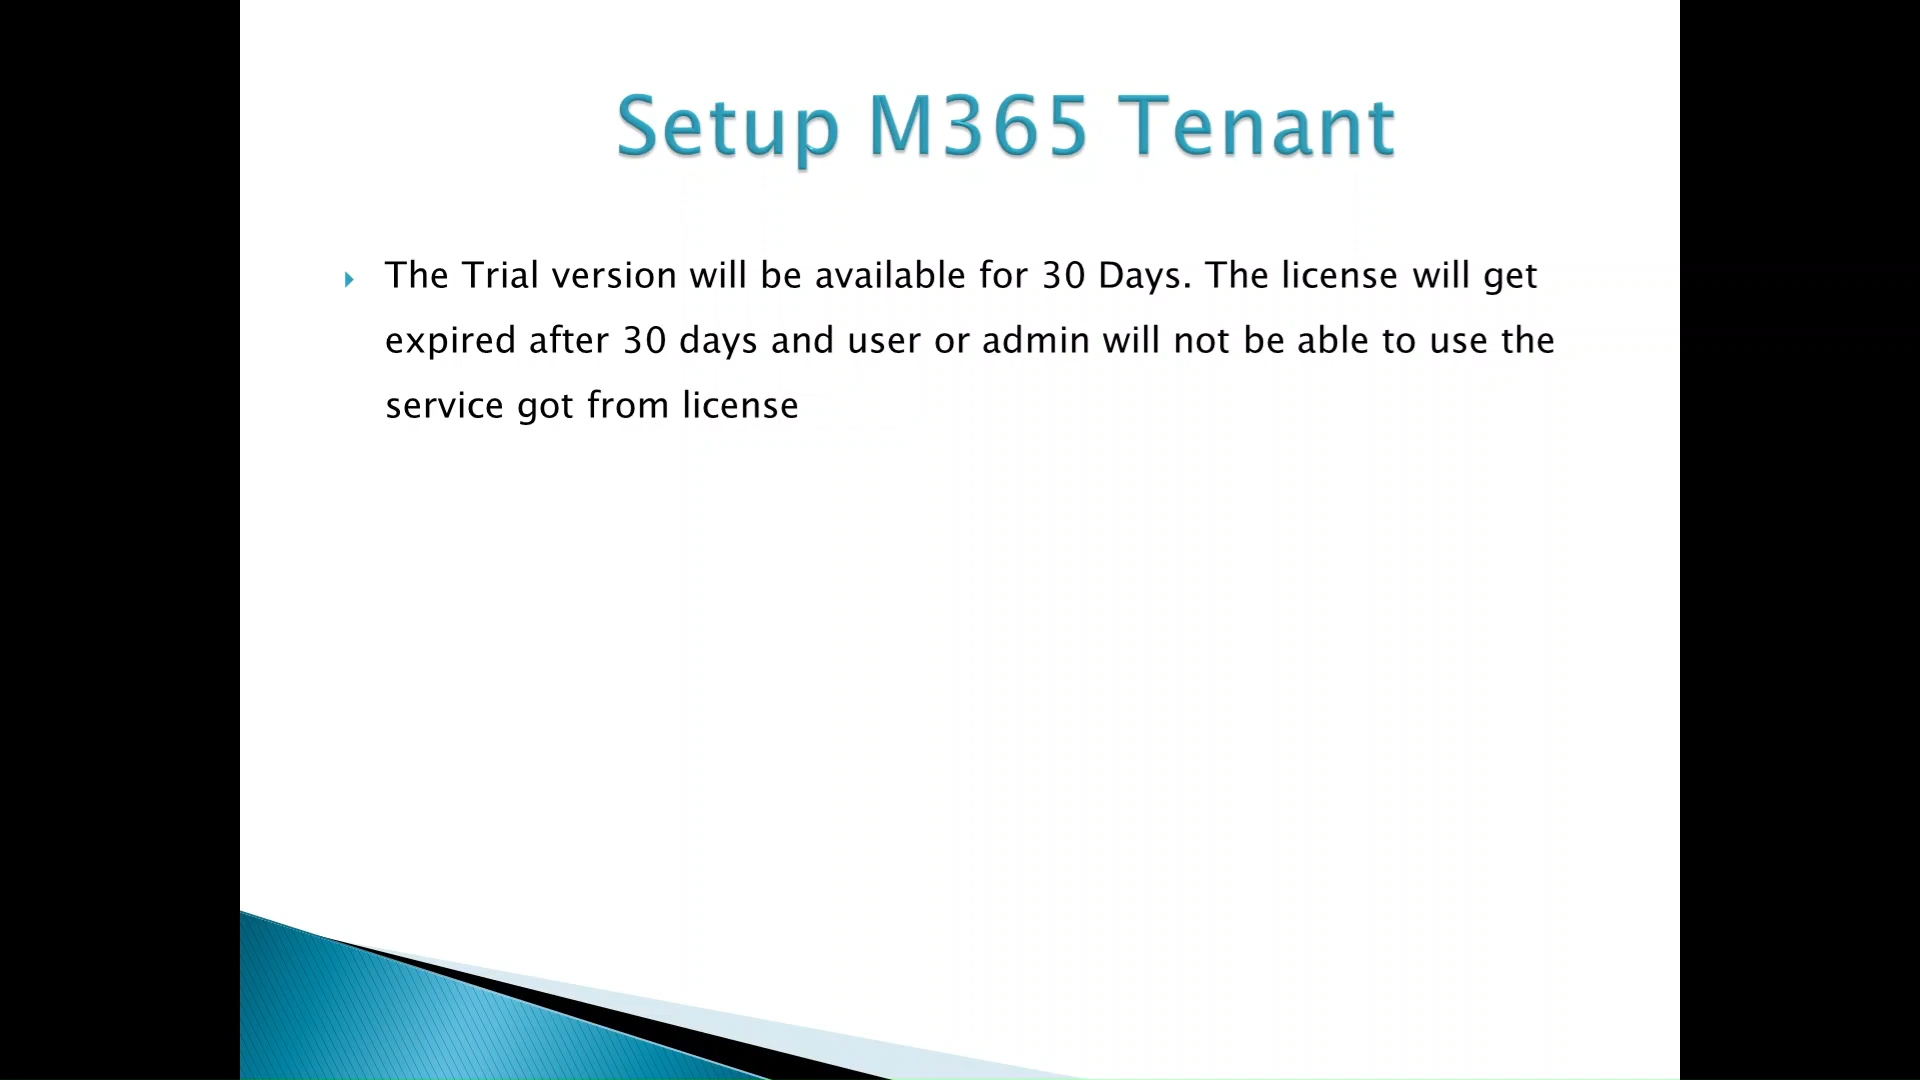 Setup M365 Tenant
The Trial version will be available for 30 Days. The license will get
expired after 30 days and user or admin will not be able to use the
service got from license